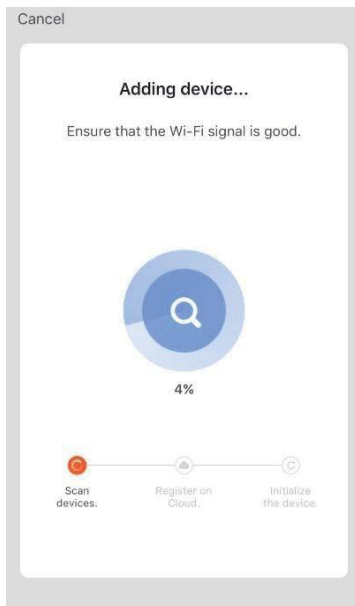 Cancel
Adding device...
Ensure that the Wi-Fi signal is good.
4%
Scan
devices.
Register on
Cloud.
Initialize
the device.